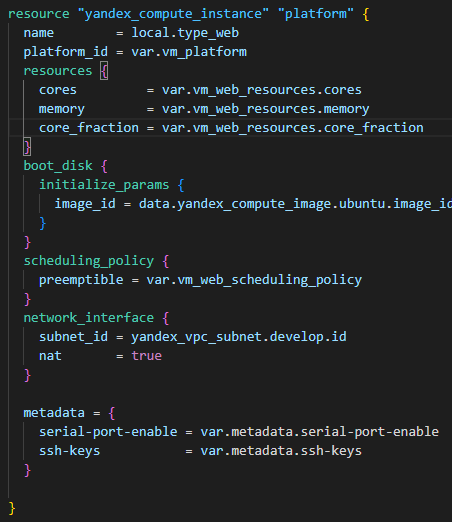 resource "yandex_compute_instance" "platform" {
  name        = local.type_web
  platform_id = var.vm_platform
  resources {
    cores         = var.vm_web_resources.cores
    memory        = var.vm_web_resources.memory
    core_fraction = var.vm_web_resources.core_fraction
  }
  boot_disk {
    initialize_params {
      image_id = data.yandex_compute_image.ubuntu.image_id
    }
  }
  scheduling_policy {
    preemptible = var.vm_web_scheduling_policy
  }
  network_interface {
    subnet_id = yandex_vpc_subnet.develop.id
    nat       = true
  }
  metadata = {
    serial-port-enable = var.metadata.serial-port-enable
    ssh-keys           = var.metadata.ssh-keys
  }
}